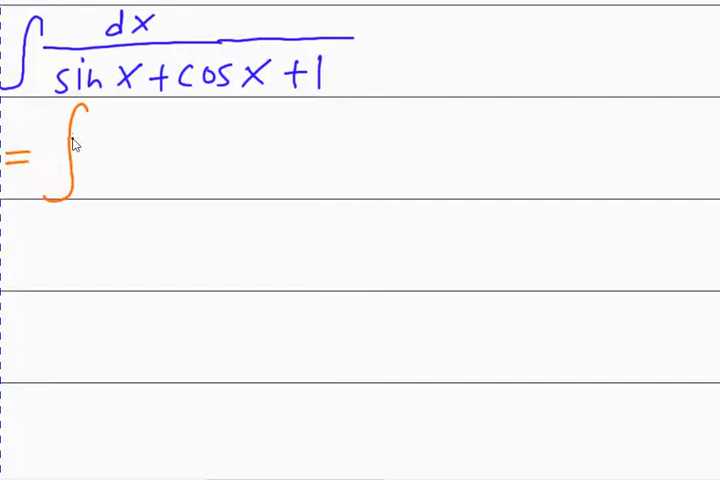 ∫ dx / (sin x + cos x + 1)
= ∫